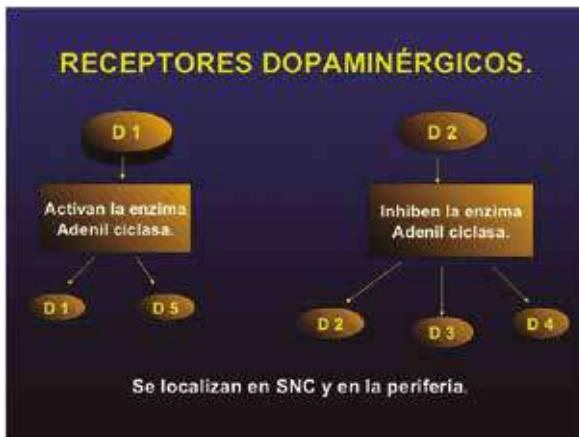 RECEPTORES DOPAMINÉRGICOS.
D 1
D 2
Activan la enzima
Adenil ciclasa.
Inhiben la enzima
Adenil ciclasa.
D 1
D 5
D 2
D 3
D 4
Se localizan en SNC y en la periferia.